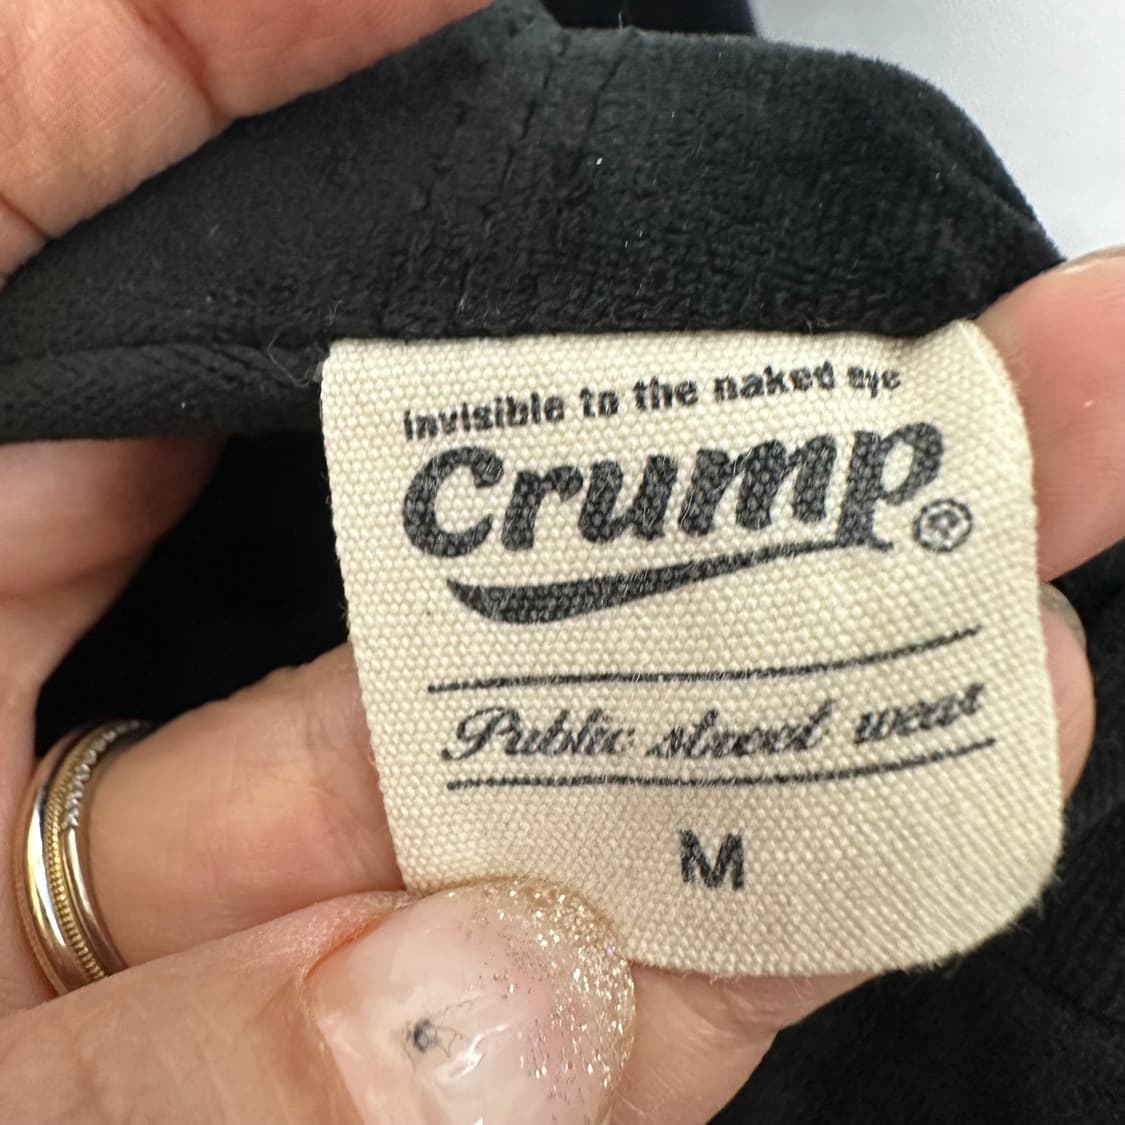 invisible to the naked eye
Crump®
Public street wear
M